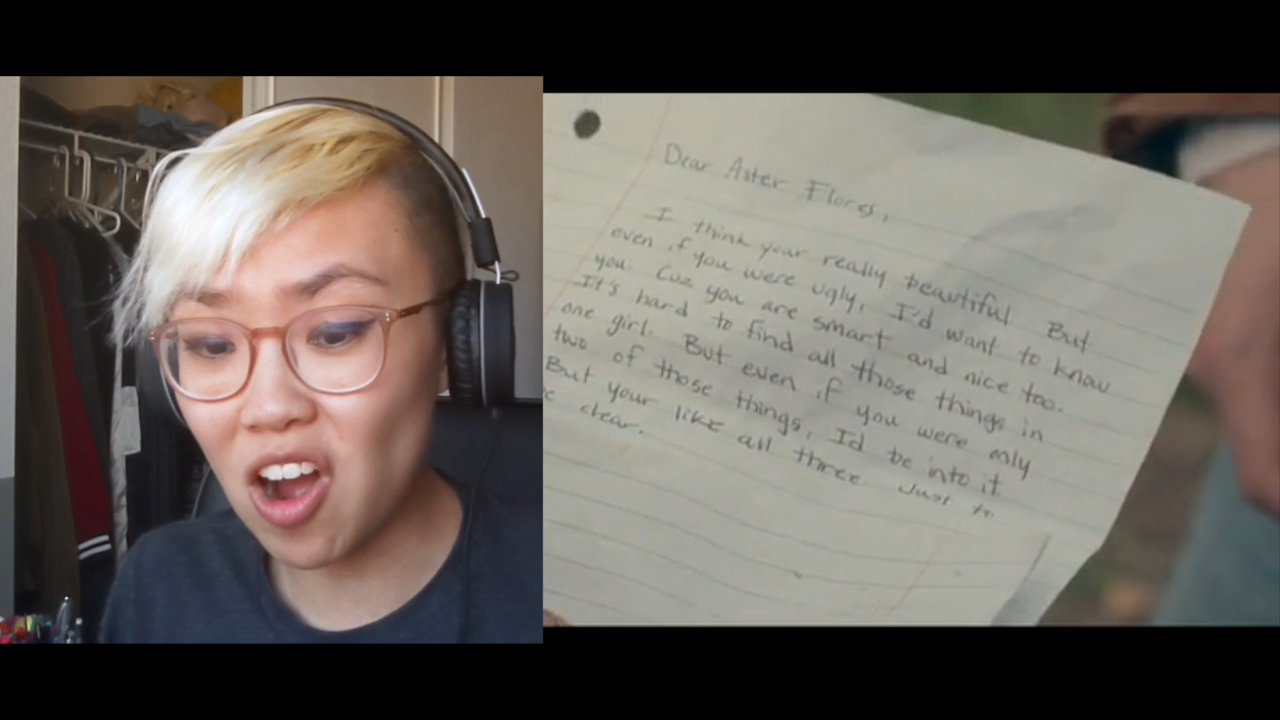 Dear Aster Flores,
I think your really beautiful But
even if you were ugly, I'd want to know
you. Cuz you are smart and nice too.
It's hard to find all those things in
one girl. But even if you were only
two of those things, I'd be into it
But your like all three. Just to
be clear.